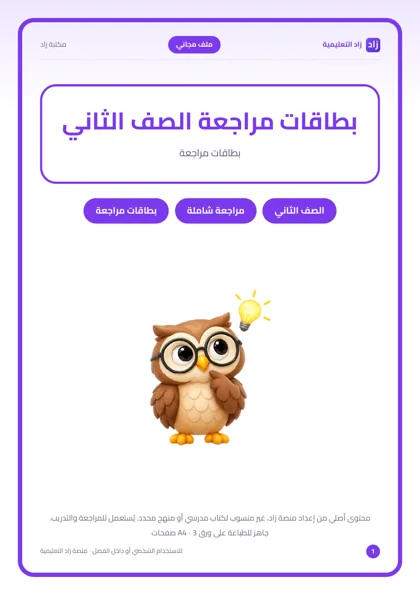 زاد
زاد التعليمية
ملف مجاني
مكتبة زاد
بطاقات مراجعة الصف الثاني
بطاقات مراجعة
الصف الثاني
مراجعة شاملة
بطاقات مراجعة
محتوى أصلي من إعداد منصة زاد، غير منسوب لكتاب مدرسي أو منهج محدد. يُستعمل للمراجعة والتدريب.
جاهز للطباعة على ورق A4 · 3 صفحات
1
للاستخدام الشخصي أو داخل الفصل · منصة زاد التعليمية